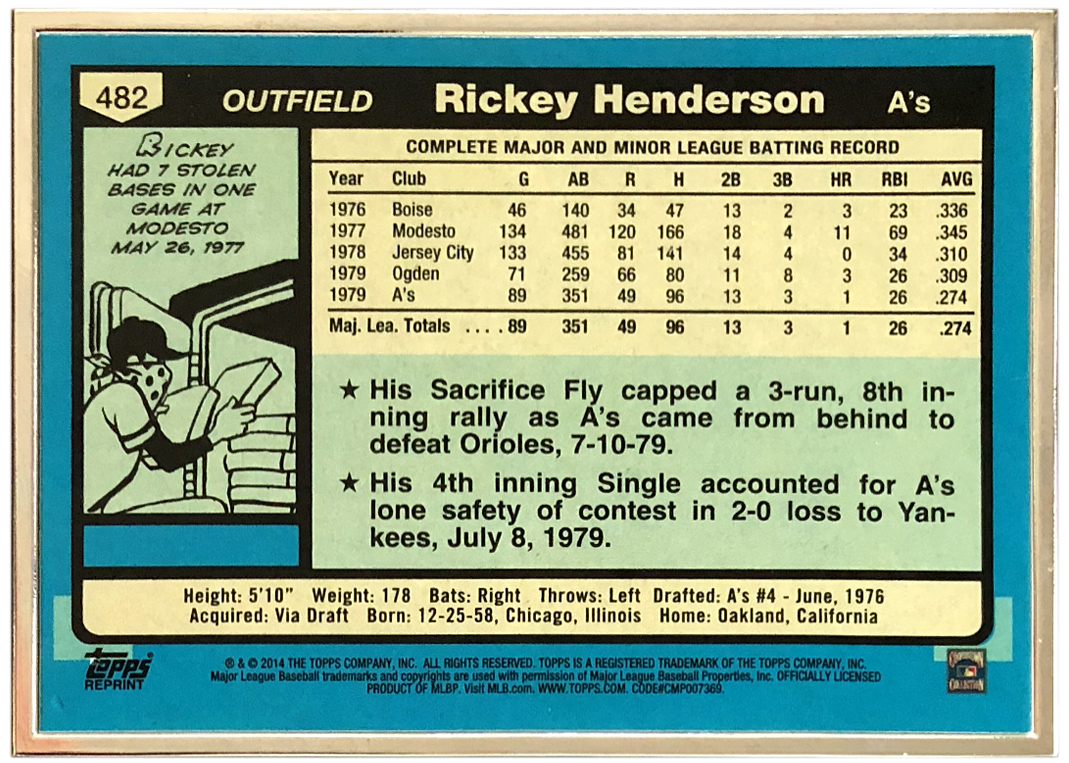 482 OUTFIELD Rickey Henderson A's
RICKEY
HAD 7 STOLEN
BASES IN ONE
GAME AT
MODESTO
MAY 26, 1977
COMPLETE MAJOR AND MINOR LEAGUE BATTING RECORD
Year Club G AB R H 2B 3B HR RBI AVG
1976 Boise 46 140 34 47 13 2 3 23 .336
1977 Modesto 134 481 120 166 18 4 11 69 .345
1978 Jersey City 133 455 81 141 14 4 0 34 .310
1979 Ogden 71 259 66 80 11 8 3 26 .309
1979 A's 89 351 49 96 13 3 1 26 .274
Maj. Lea. Totals ....89 351 49 96 13 3 1 26 .274
★ His Sacrifice Fly capped a 3-run, 8th in-
ning rally as A's came from behind to
defeat Orioles, 7-10-79.
★ His 4th inning Single accounted for A's
lone safety of contest in 2-0 loss to Yan-
kees, July 8, 1979.
Height: 5'10" Weight: 178 Bats: Right Throws: Left Drafted: A's #4 - June, 1976
Acquired: Via Draft Born: 12-25-58, Chicago, Illinois Home: Oakland, California
Topps
REPRINT
® & © 2014 THE TOPPS COMPANY, INC. ALL RIGHTS RESERVED. TOPPS IS A REGISTERED TRADEMARK OF THE TOPPS COMPANY, INC.
Major League Baseball trademarks and copyrights are used with permission of Major League Baseball Properties, Inc. OFFICIALLY LICENSED
PRODUCT OF MLBP. Visit MLB.com. WWW.TOPPS.COM. CODE#CMP007369.
COOPERSTOWN
COLLECTION